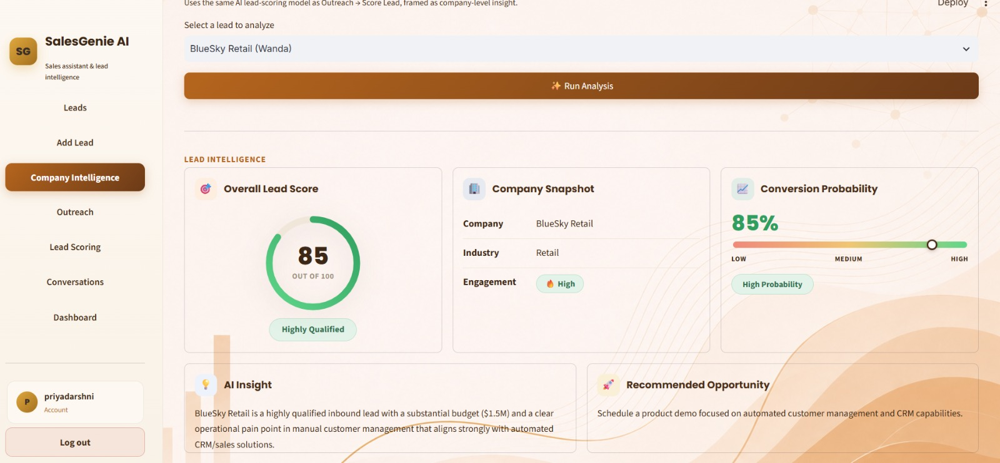 Uses the same AI lead-scoring model as Outreach → Score Lead, framed as company-level insight.
Deploy
SG
SalesGenie AI
Sales assistant & lead
intelligence
Leads
Add Lead
Company Intelligence
Outreach
Lead Scoring
Conversations
Dashboard
P
priyadarshni
Account
Log out
Select a lead to analyze
BlueSky Retail (Wanda)
✨ Run Analysis
LEAD INTELLIGENCE
🎯 Overall Lead Score
85
OUT OF 100
Highly Qualified
🏢 Company Snapshot
Company BlueSky Retail
Industry Retail
Engagement 🔥 High
📈 Conversion Probability
85%
LOW MEDIUM HIGH
High Probability
💡 AI Insight
BlueSky Retail is a highly qualified inbound lead with a substantial budget ($1.5M) and a clear
operational pain point in manual customer management that aligns strongly with automated
CRM/sales solutions.
🚀 Recommended Opportunity
Schedule a product demo focused on automated customer management and CRM capabilities.